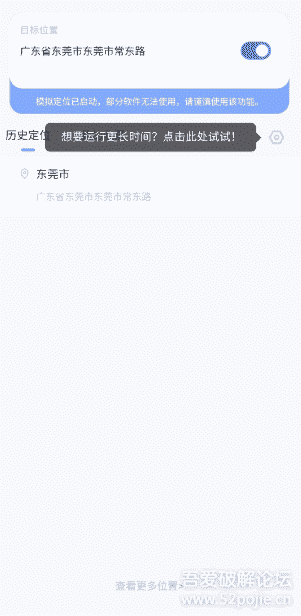 目标位置
广东省东莞市东莞市常东路
模拟定位已启动，部分软件无法使用，请谨慎使用该功能。
历史定位
想要运行更长时间？点击此处试试！
东莞市
广东省东莞市东莞市常东路
查看更多位置>
吾爱破解论坛
www.52pojie.cn